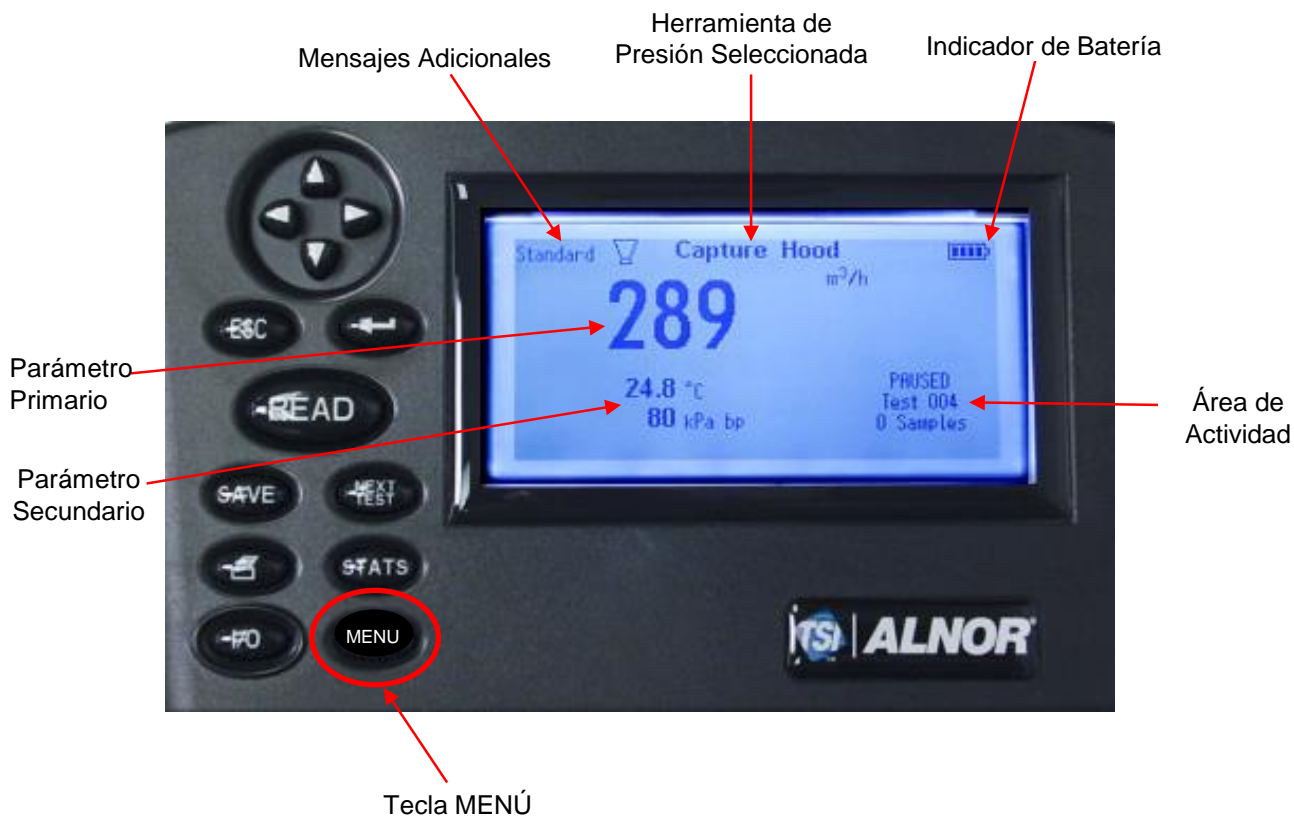 Herramienta de
Presión Seleccionada
Mensajes Adicionales
Indicador de Batería
Standard
Capture Hood
m³/h
289
24.8 °C
80 kPa bp
PAUSED
Test 004
0 Samples
ESC
READ
SAVE
NEXT
TEST
STATS
I/O
MENU
TSI ALNOR
Parámetro
Primario
Parámetro
Secundario
Área de
Actividad
Tecla MENÚ